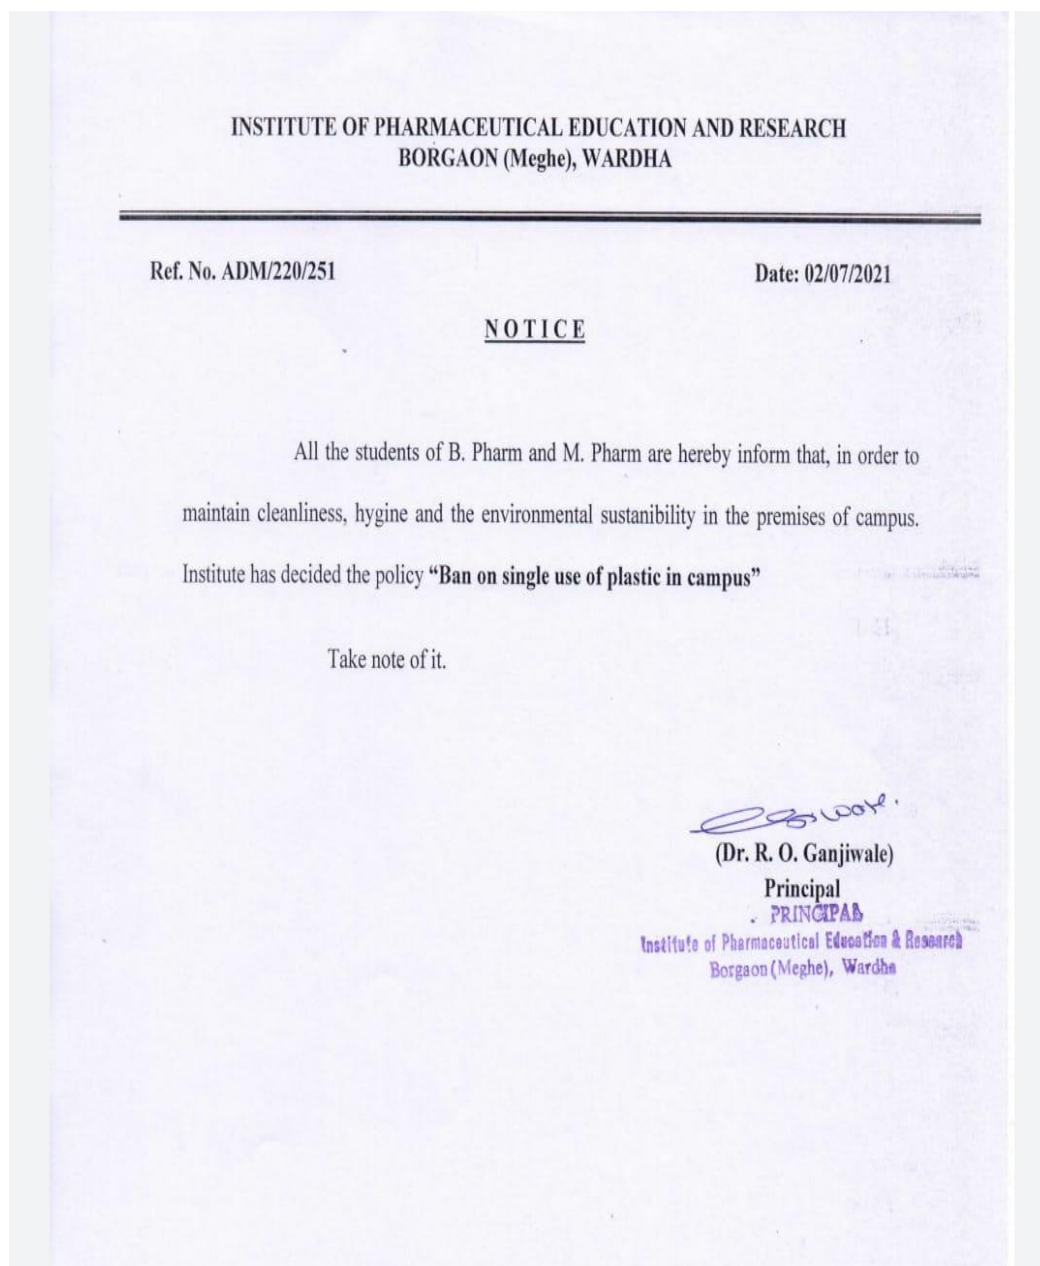 INSTITUTE OF PHARMACEUTICAL EDUCATION AND RESEARCH
BORGAON (Meghe), WARDHA
Ref. No. ADM/220/251
Date: 02/07/2021
NOTICE
All the students of B. Pharm and M. Pharm are hereby inform that, in order to
maintain cleanliness, hygine and the environmental sustanibility in the premises of campus.
Institute has decided the policy “Ban on single use of plastic in campus”
Take note of it.
(Dr. R. O. Ganjiwale)
Principal
PRINCIPAL
Institute of Pharmaceutical Education & Research
Borgaon (Meghe), Wardha